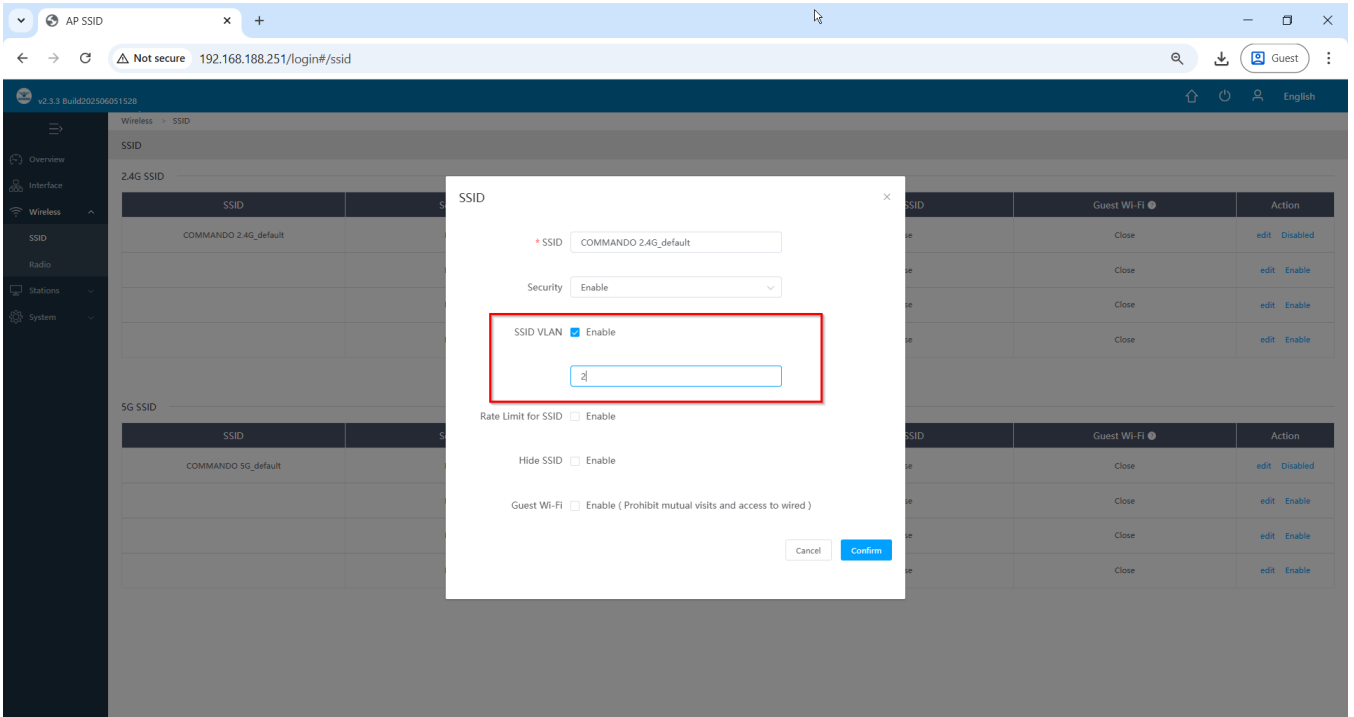 AP SSID
Not secure 192.168.188.251/login#/ssid Guest
v2.3.3 Build202506051528 English
Wireless > SSID
SSID
Overview
Interface
Wireless
SSID
Radio
Stations
System
2.4G SSID
SSID SSID Guest Wi-Fi Action
COMMANDO 2.4G_default Close edit Disabled
Close edit Enable
Close edit Enable
Close edit Enable
5G SSID
SSID SSID Guest Wi-Fi Action
COMMANDO 5G_default Close edit Disabled
Close edit Enable
Close edit Enable
Close edit Enable
SSID
* SSID COMMANDO 2.4G_default
Security Enable
SSID VLAN Enable
2
Rate Limit for SSID Enable
Hide SSID Enable
Guest Wi-Fi Enable ( Prohibit mutual visits and access to wired )
Cancel Confirm